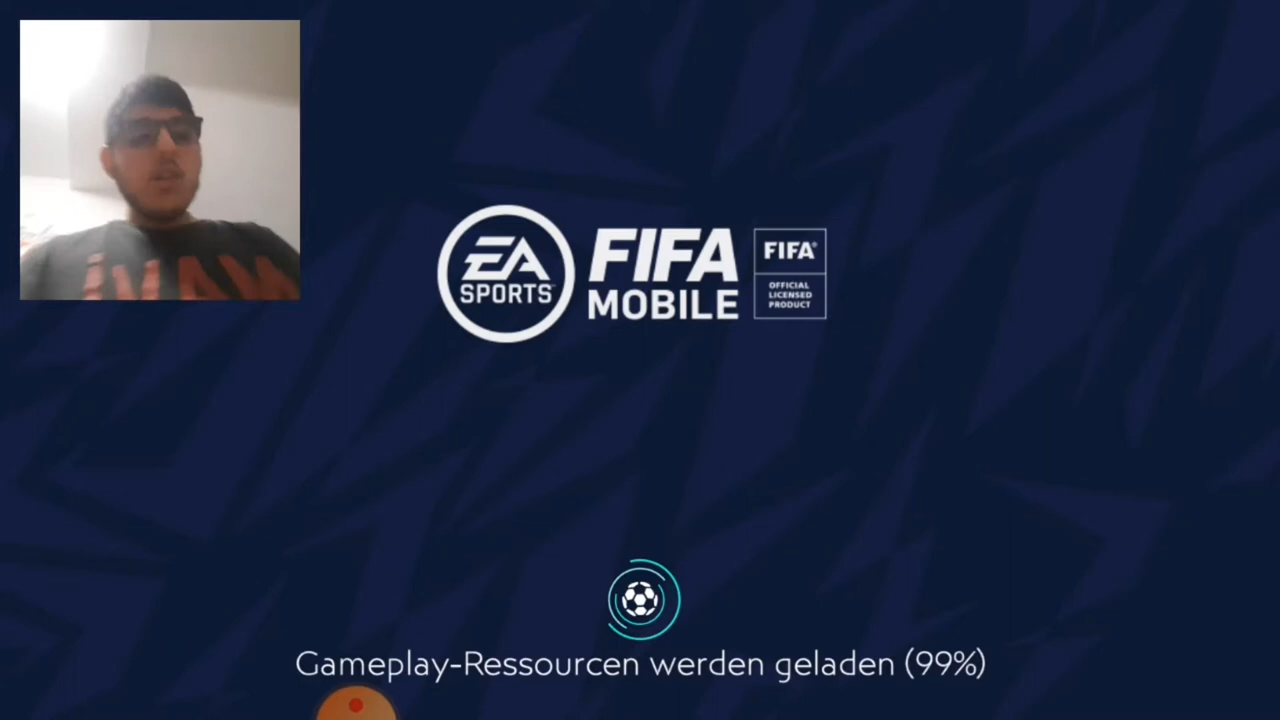 EA
SPORTS
FIFA
MOBILE
FIFA
OFFICIAL
LICENSED
PRODUCT
Gameplay-Ressourcen werden geladen (99%)